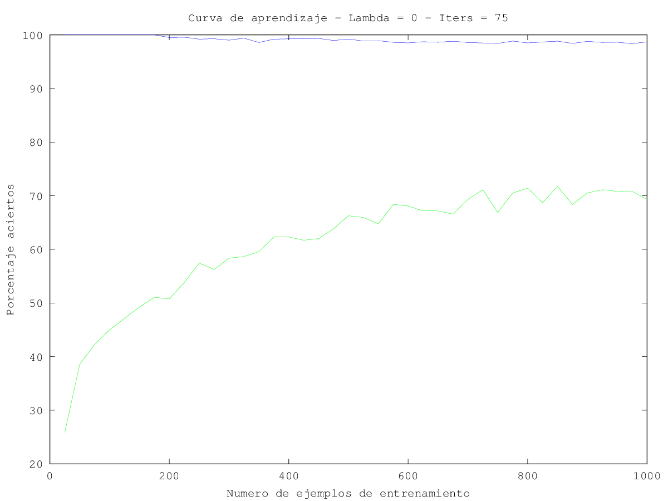 Curva de aprendizaje - Lambda = 0 - Iters = 75
100
90
80
70
60
50
40
30
20
Porcentaje aciertos
0 200 400 600 800 1000
Numero de ejemplos de entrenamiento